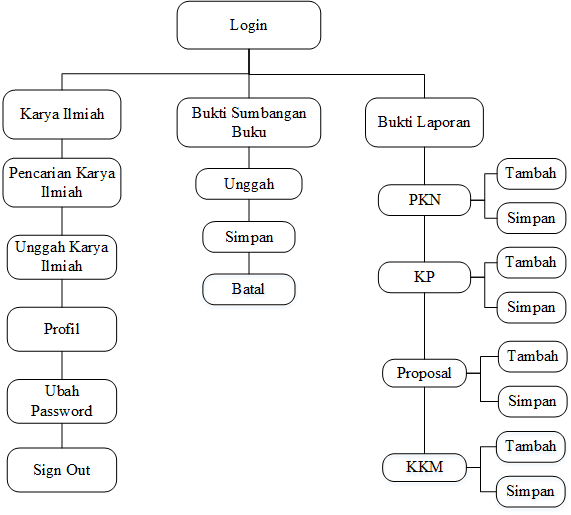 Login
Karya Ilmiah
Pencarian Karya
Ilmiah
Unggah Karya
Ilmiah
Profil
Ubah
Password
Sign Out
Bukti Sumbangan
Buku
Unggah
Simpan
Batal
Bukti Laporan
PKN
Tambah
Simpan
KP
Tambah
Simpan
Proposal
Tambah
Simpan
KKM
Tambah
Simpan